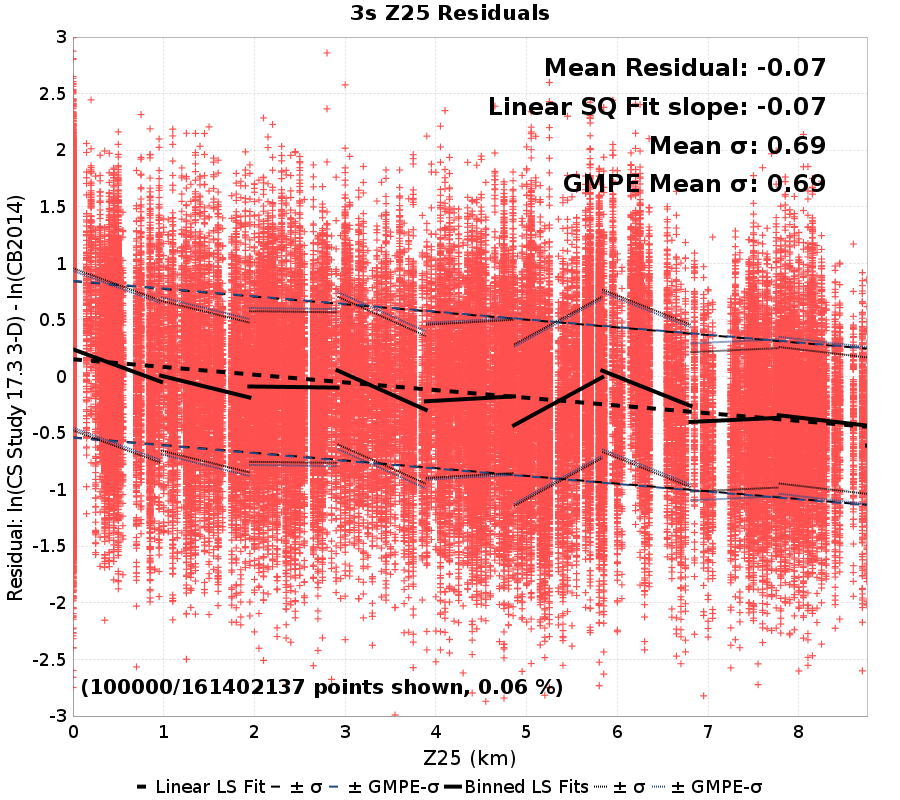 3s Z25 Residuals
Mean Residual: -0.07
Linear SQ Fit slope: -0.07
Mean σ: 0.69
GMPE Mean σ: 0.69
3
2.5
2
1.5
1
0.5
0
-0.5
-1
-1.5
-2
-2.5
-3
Residual: ln(CS Study 17.3 3-D) - ln(CB2014)
(100000/161402137 points shown, 0.06 %)
0 1 2 3 4 5 6 7 8
Z25 (km)
Linear LS Fit ± σ ± GMPE-σ Binned LS Fits ± σ ± GMPE-σ